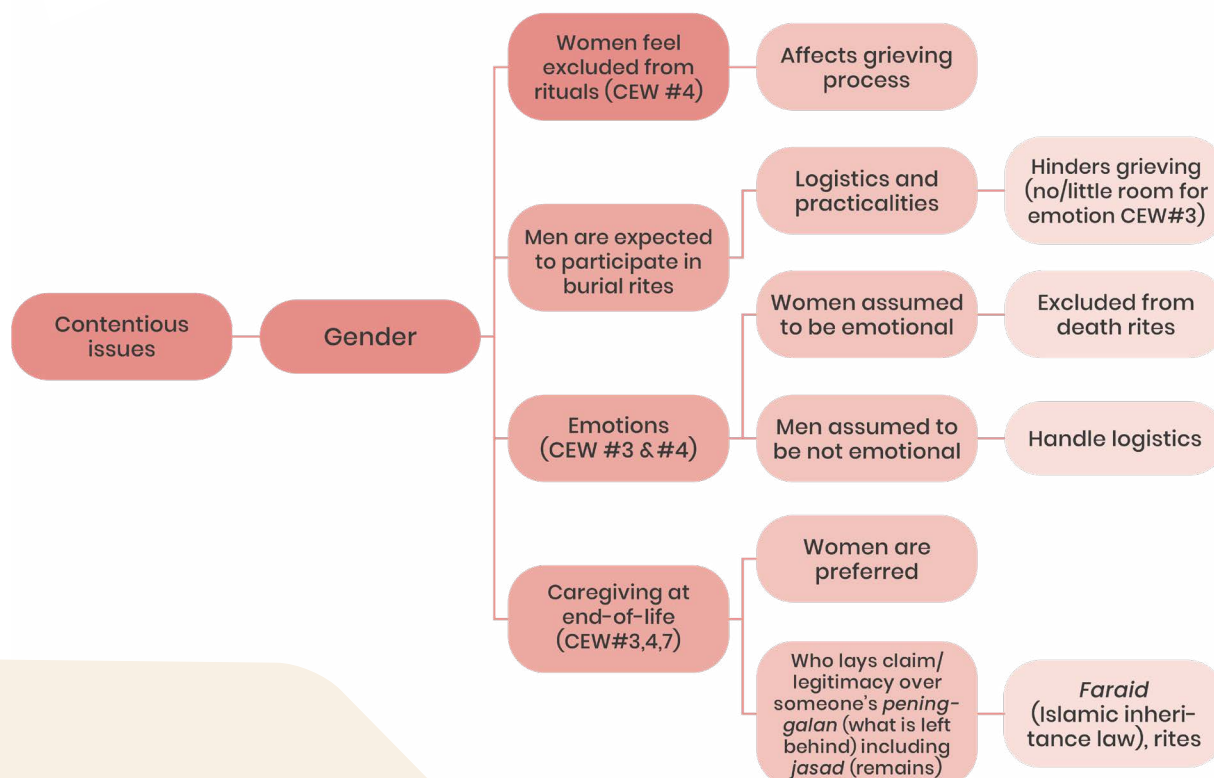 Contentious
issues
Gender
Women feel
excluded from
rituals (CEW #4)
Affects grieving
process
Men are expected
to participate in
burial rites
Logistics and
practicalities
Hinders grieving
(no/little room for
emotion CEW#3)
Emotions
(CEW #3 & #4)
Women assumed
to be emotional
Excluded from
death rites
Men assumed to
be not emotional
Handle logistics
Caregiving at
end-of-life
(CEW#3,4,7)
Women are
preferred
Who lays claim/
legitimacy over
someone's pening-
galan (what is left
behind) including
jasad (remains)
Faraid
(Islamic inheri-
tance law), rites